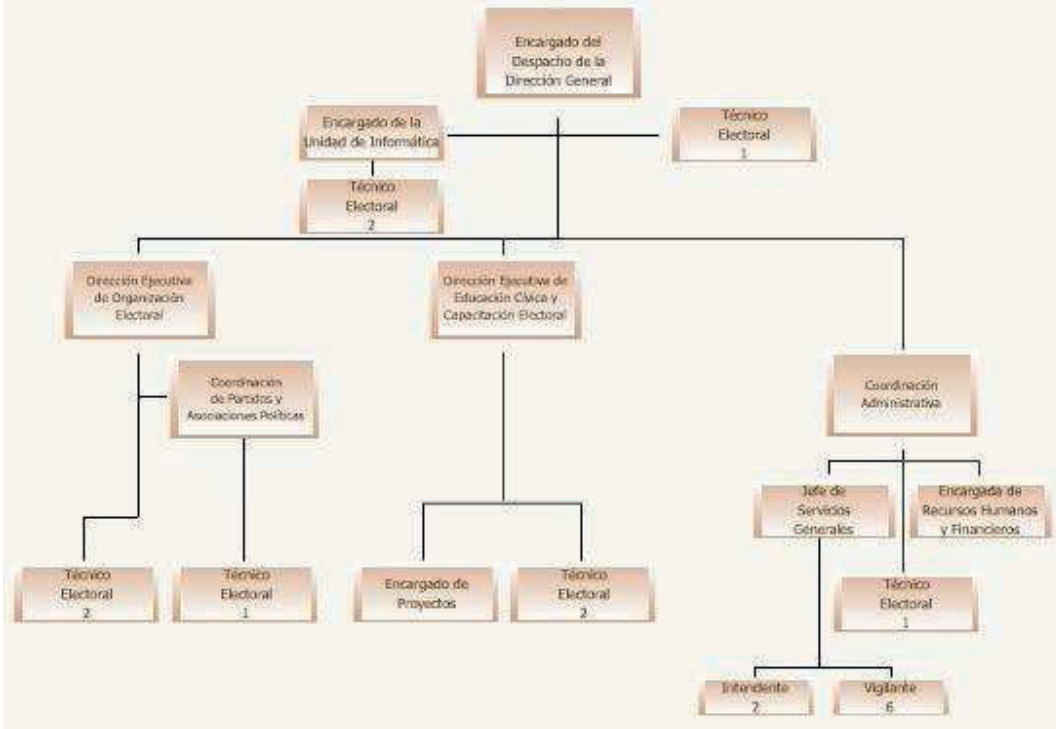 Encargado del
Despacho de la
Dirección General
Encargado de la
Unidad de Informática
Técnico
Electoral
1
Técnico
Electoral
2
Dirección Ejecutiva
de Organización
Electoral
Dirección Ejecutiva de
Educación Cívica y
Capacitación Electoral
Coordinación
de Partidos y
Asociaciones Políticas
Coordinación
Administrativa
Jefe de
Servicios
Generales
Encargada de
Recursos Humanos
y Financieros
Técnico
Electoral
2
Técnico
Electoral
1
Encargado de
Proyectos
Técnico
Electoral
2
Técnico
Electoral
1
Intendente
2
Vigilante
6